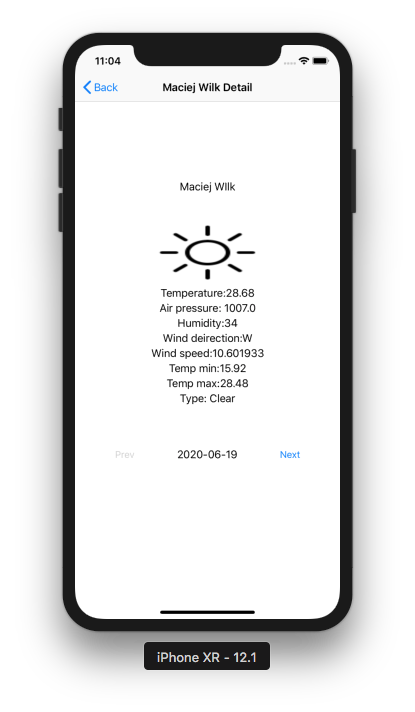 11:04
Back
Maciej Wilk Detail
Maciej WIlk
Temperature:28.68
Air pressure: 1007.0
Humidity:34
Wind deirection:W
Wind speed:10.601933
Temp min:15.92
Temp max:28.48
Type: Clear
Prev 2020-06-19 Next
iPhone XR - 12.1